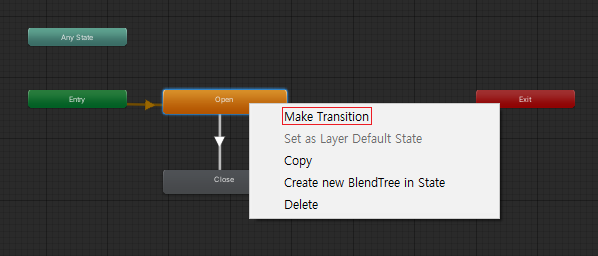 Any State
Entry
Open
Exit
Make Transition
Set as Layer Default State
Copy
Close
Create new BlendTree in State
Delete